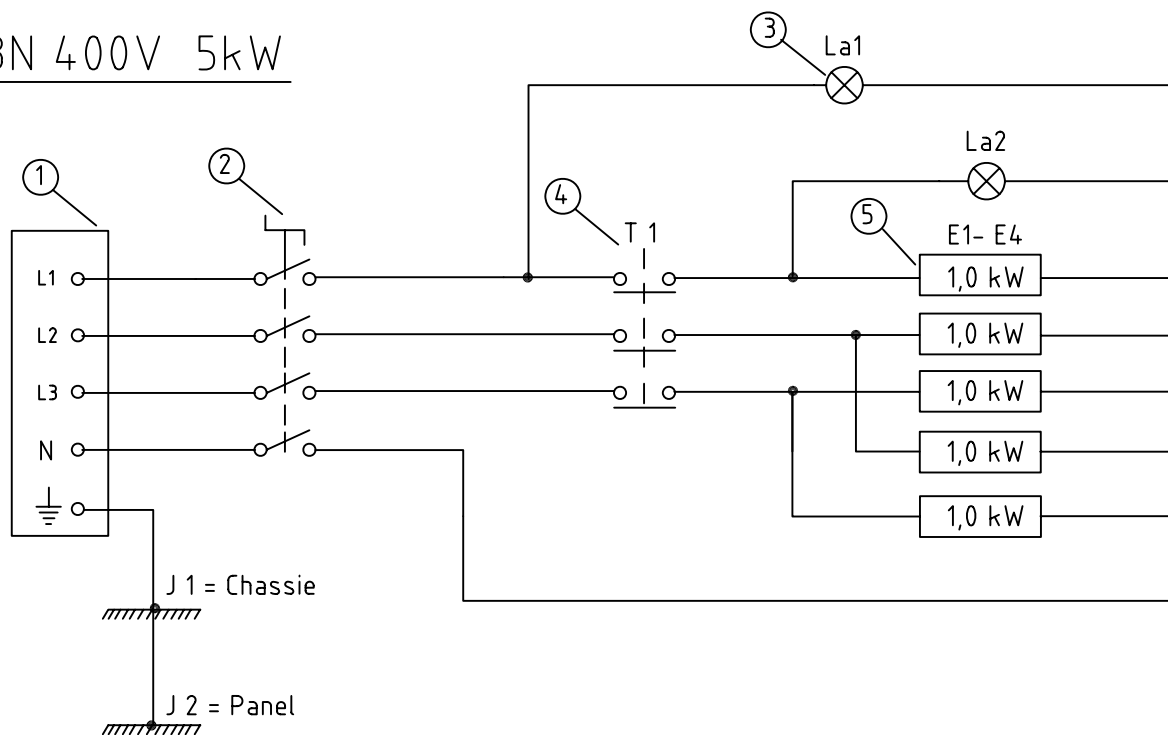 3N 400V 5kW
3
La1
La2
1
2
4
5
T 1
E1- E4
L1
1,0 kW
L2
1,0 kW
L3
1,0 kW
N
1,0 kW
1,0 kW
J 1 = Chassie
J 2 = Panel